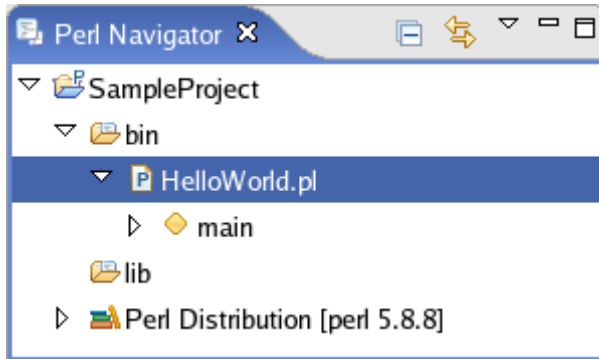 Perl Navigator
SampleProject
bin
HelloWorld.pl
main
lib
Perl Distribution [perl 5.8.8]